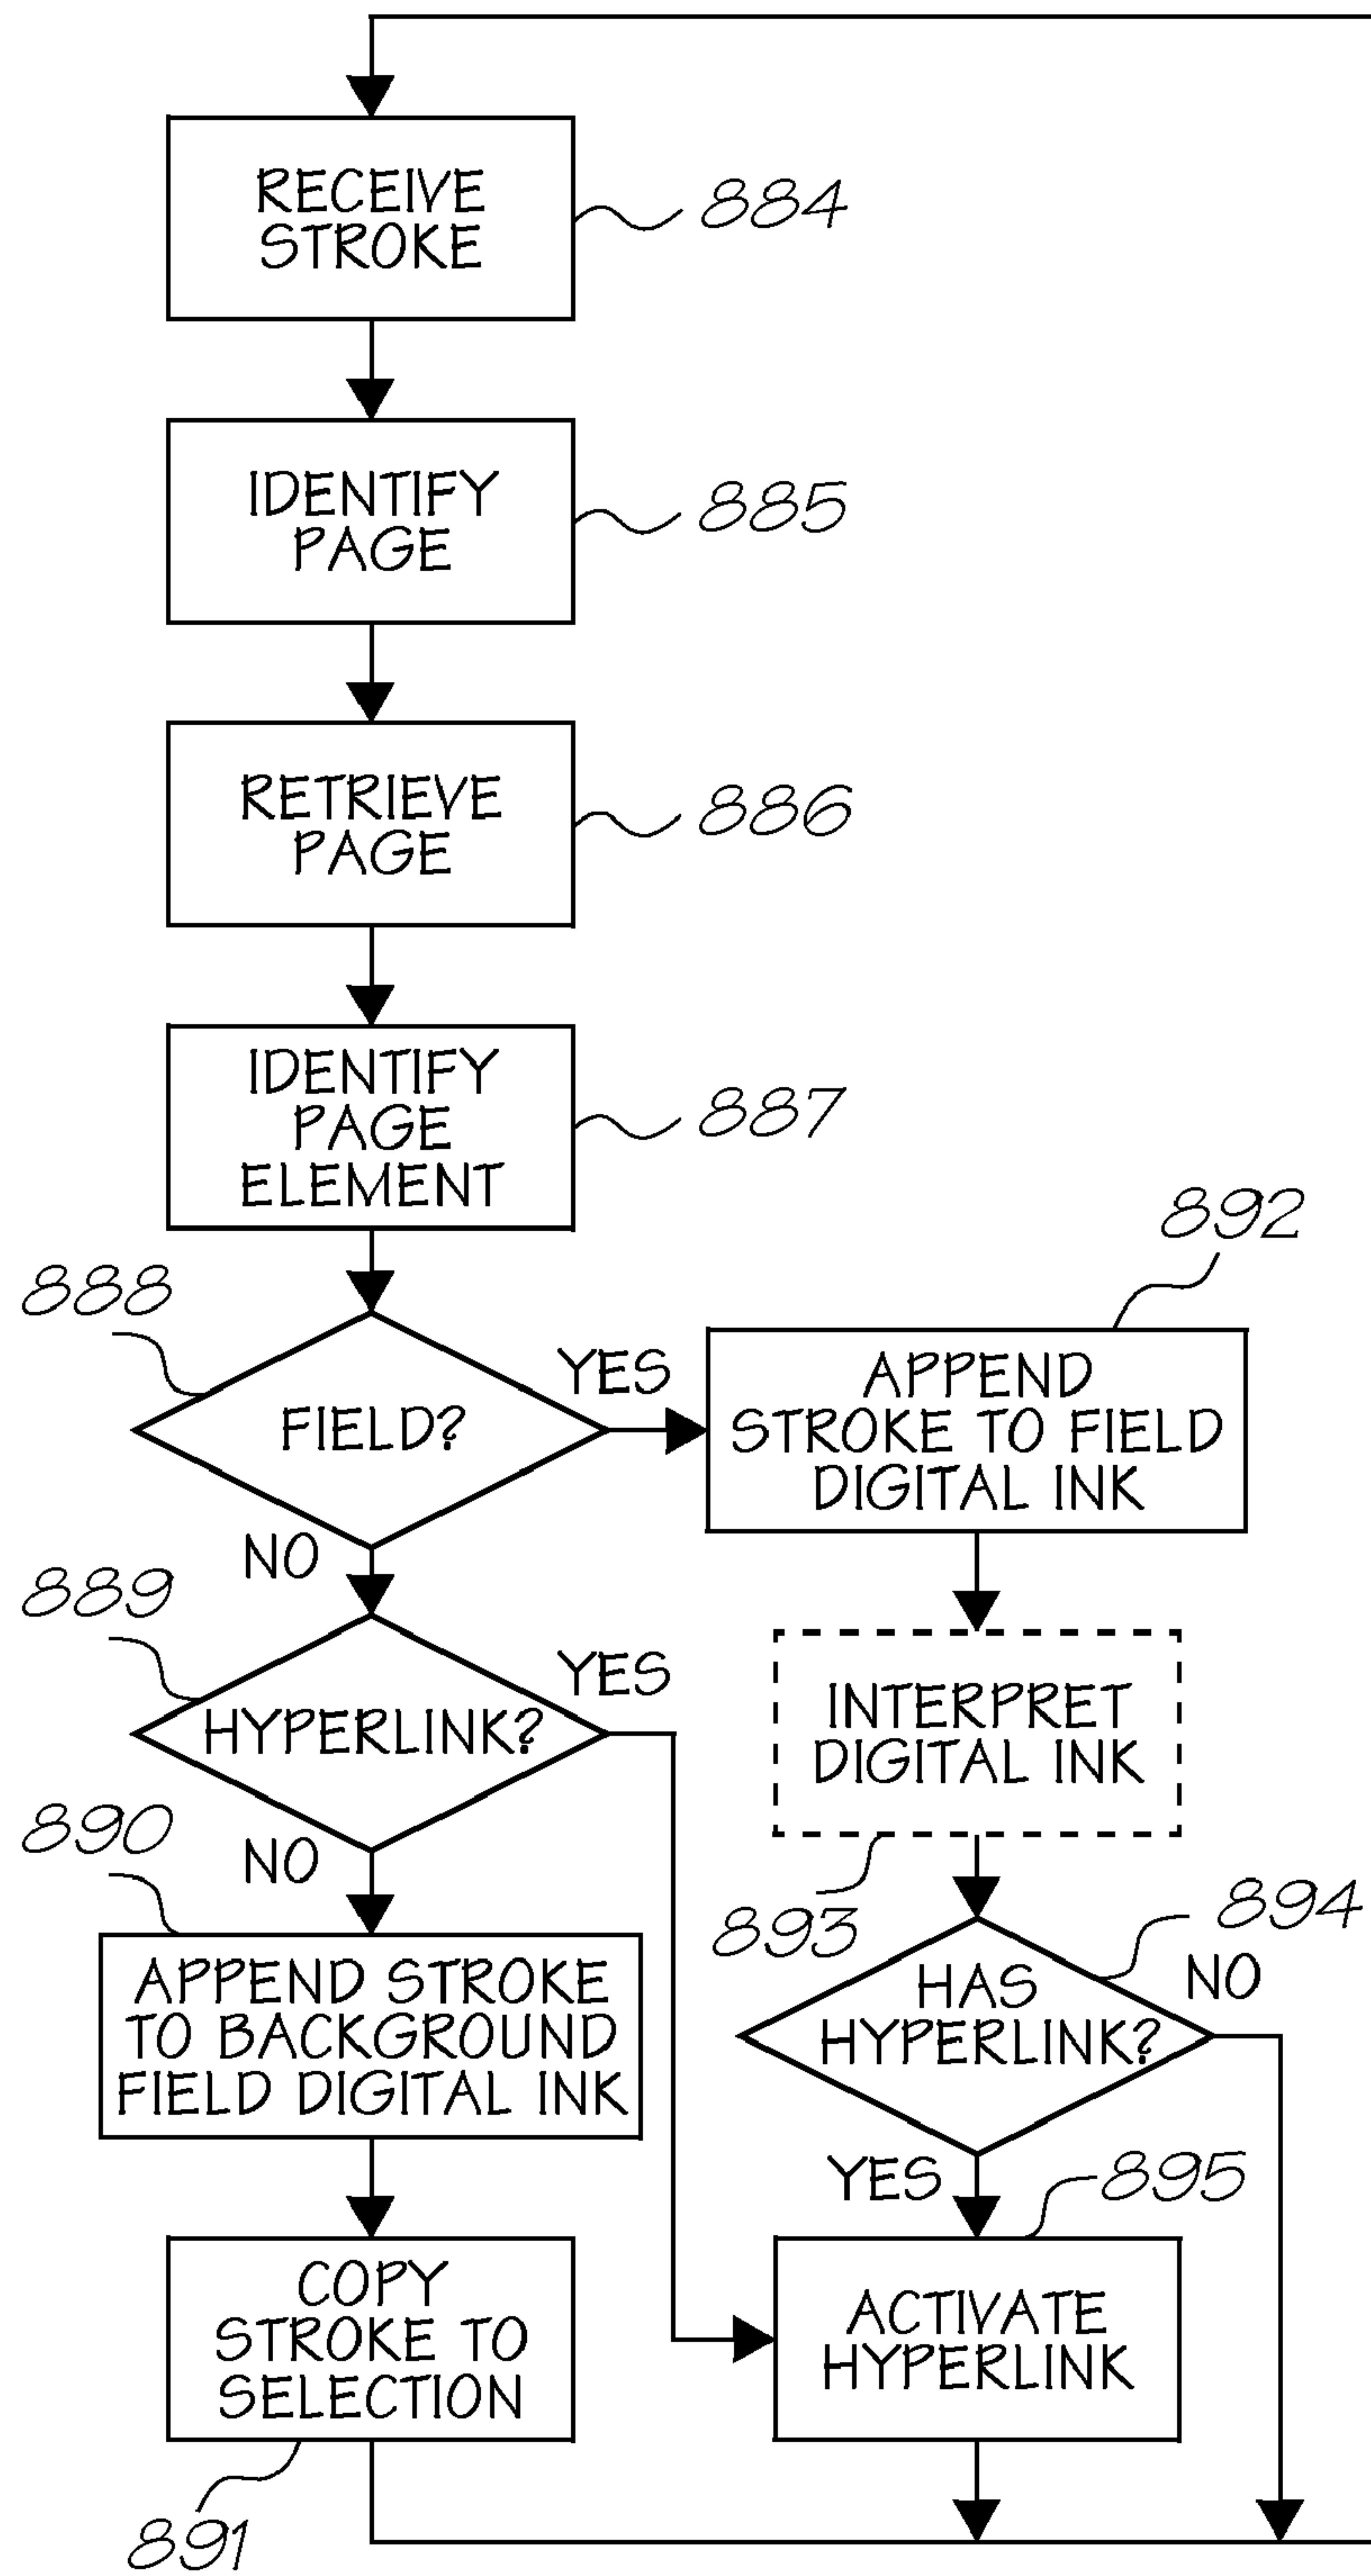 RECEIVE
STROKE
884
IDENTIFY
PAGE
885
RETRIEVE
PAGE
886
IDENTIFY
PAGE
ELEMENT
887
888
FIELD?
YES
NO
892
APPEND
STROKE TO FIELD
DIGITAL INK
889
HYPERLINK?
YES
NO
INTERPRET
DIGITAL INK
893
890
APPEND STROKE
TO BACKGROUND
FIELD DIGITAL INK
894
HAS
HYPERLINK?
NO
YES
895
COPY
STROKE TO
SELECTION
891
ACTIVATE
HYPERLINK